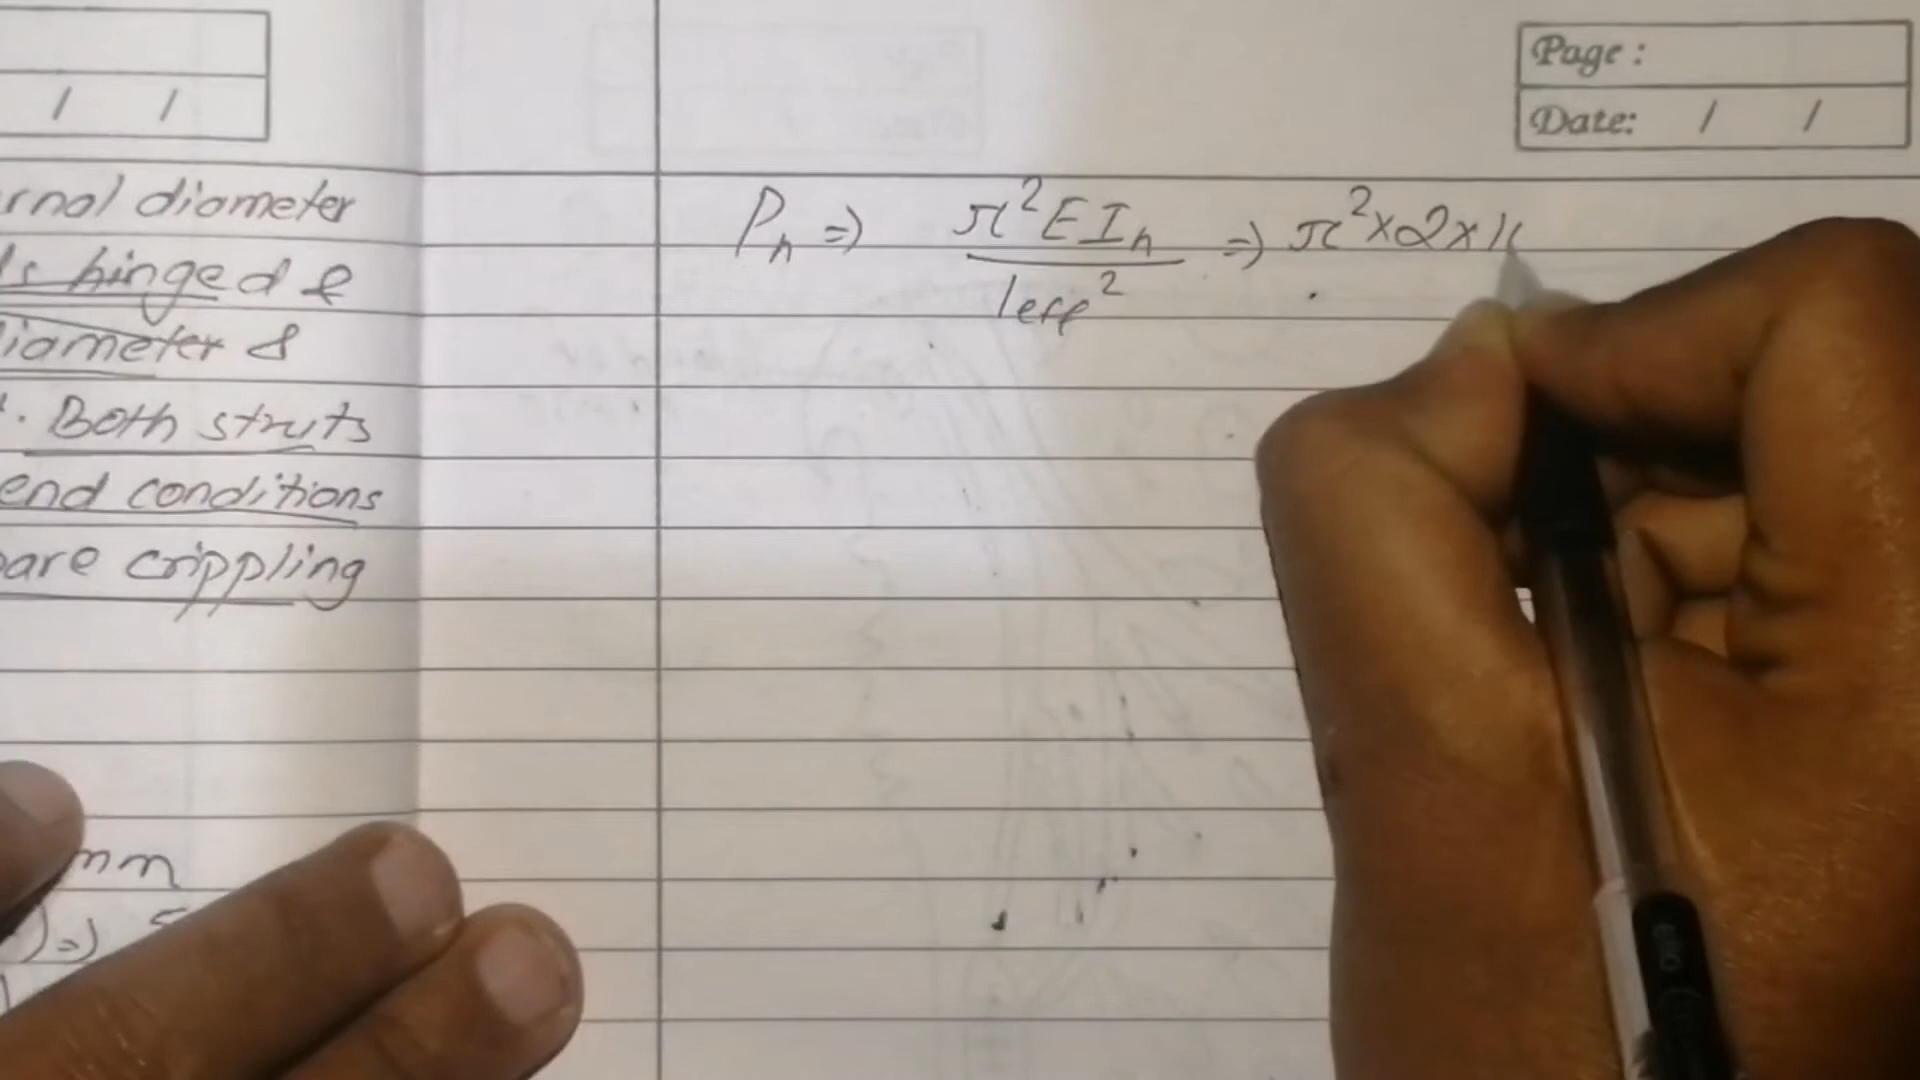 / /
Page :
Date: / /
rnal diameter
ls hinged &
iameter &
. Both struts
end conditions
are crippling
mm
)=)
Pₕ => π²EIₕ => π²×2×1
leff²
cello